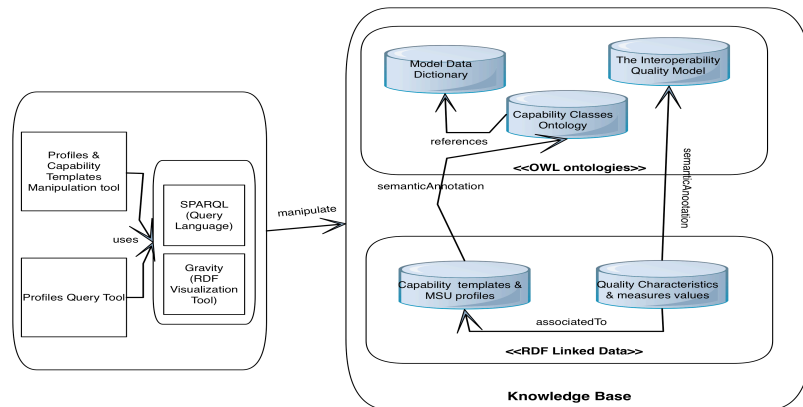 Profiles &
Capability
Templates
Manipulation tool
uses
Profiles Query Tool
SPARQL
(Query
Language)
Gravity
(RDF
Visualization
Tool)
manipulate
Model Data
Dictionary
The Interoperability
Quality Model
Capability Classes
Ontology
references
<<OWL ontologies>>
semanticAnnotation
semanticAnootation
Capability templates &
MSU profiles
Quality Characteristics
& measures values
associatedTo
<<RDF Linked Data>>
Knowledge Base